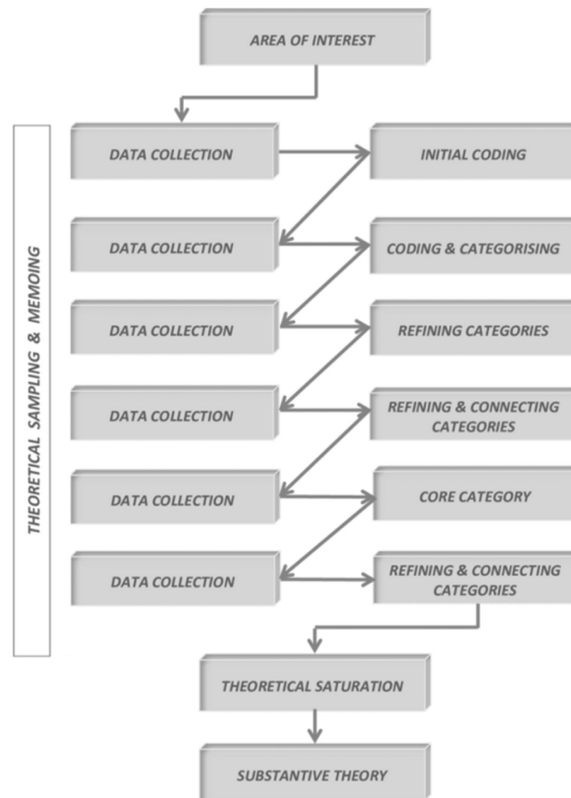 AREA OF INTEREST
THEORETICAL SAMPLING & MEMOING
DATA COLLECTION
INITIAL CODING
DATA COLLECTION
CODING & CATEGORISING
DATA COLLECTION
REFINING CATEGORIES
DATA COLLECTION
REFINING & CONNECTING
CATEGORIES
DATA COLLECTION
CORE CATEGORY
DATA COLLECTION
REFINING & CONNECTING
CATEGORIES
THEORETICAL SATURATION
SUBSTANTIVE THEORY